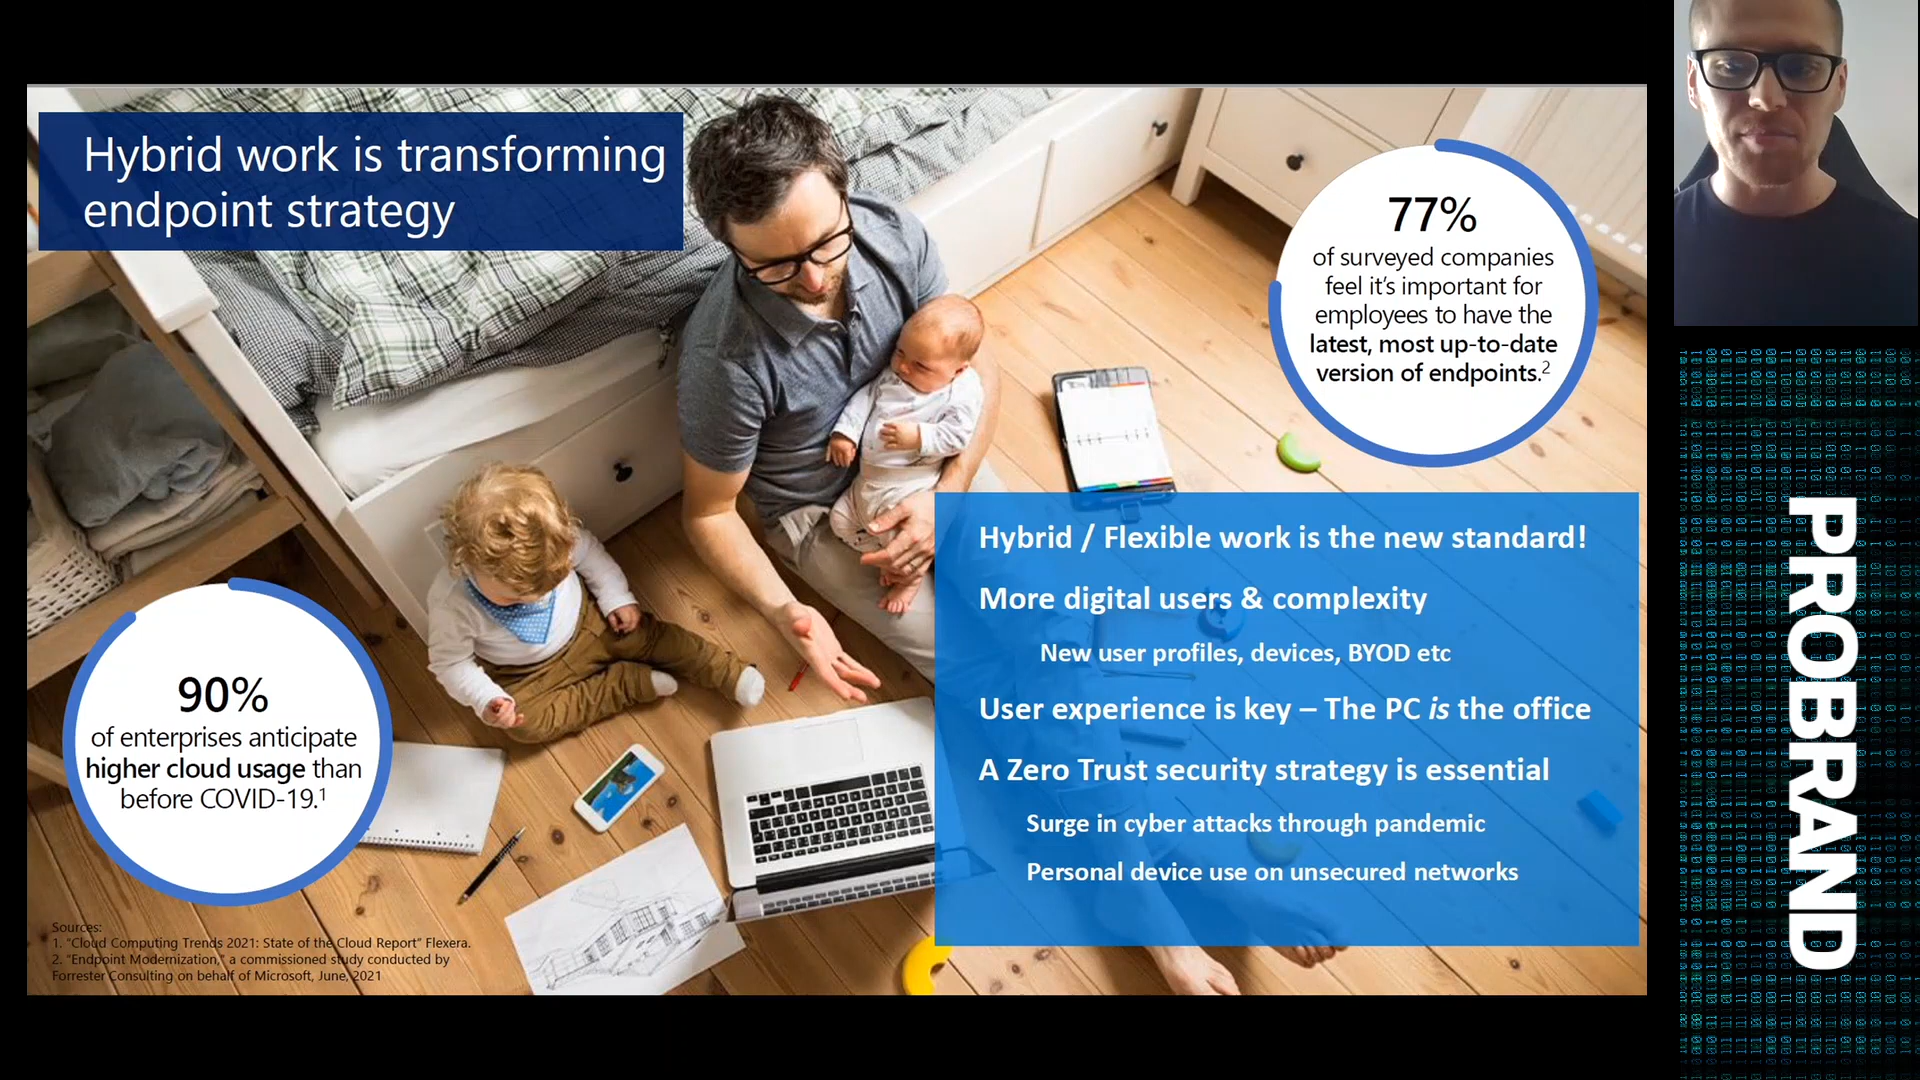 Hybrid work is transforming
endpoint strategy
77%
of surveyed companies
feel it's important for
employees to have the
latest, most up-to-date
version of endpoints.2
Hybrid / Flexible work is the new standard!
More digital users & complexity
New user profiles, devices, BYOD etc
User experience is key – The PC is the office
A Zero Trust security strategy is essential
Surge in cyber attacks through pandemic
Personal device use on unsecured networks
90%
of enterprises anticipate
higher cloud usage than
before COVID-19.1
Sources:
1. "Cloud Computing Trends 2021: State of the Cloud Report" Flexera.
2. "Endpoint Modernization," a commissioned study conducted by
Forrester Consulting on behalf of Microsoft, June, 2021
PROBRAND